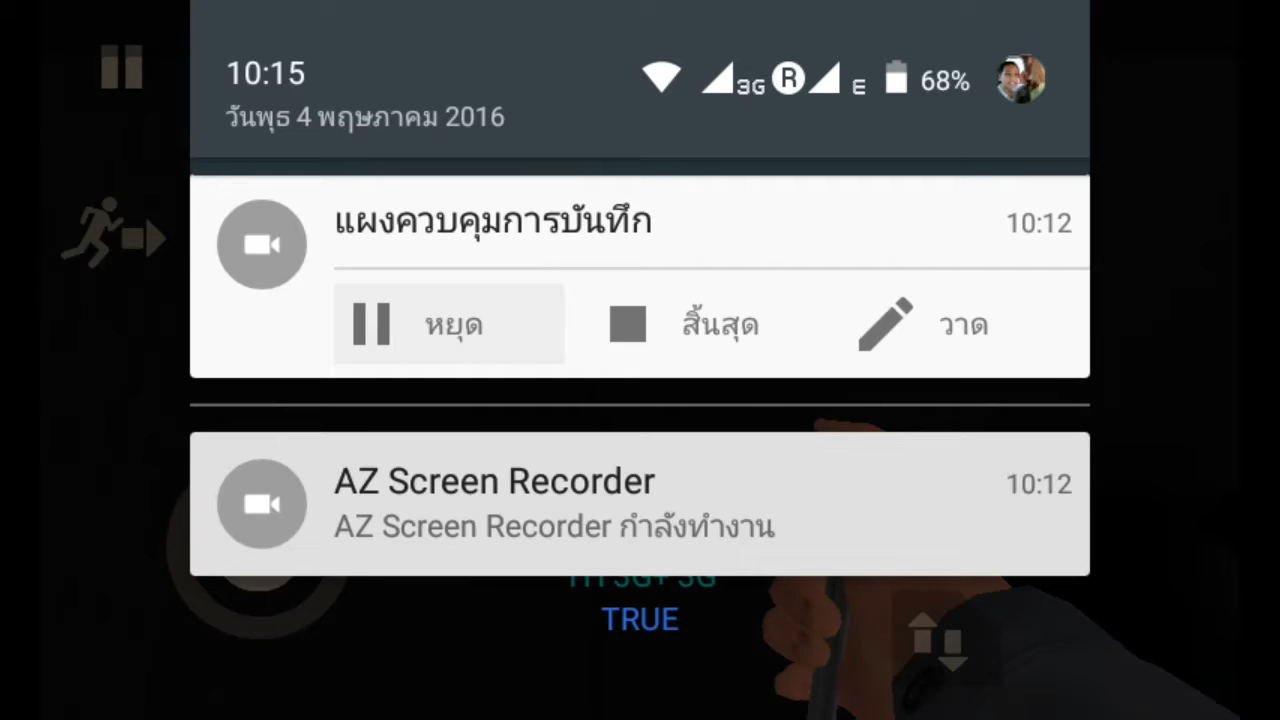 10:15
3G R E 68%
วันพุธ 4 พฤษภาคม 2016
แผงควบคุมการบันทึก 10:12
หยุด สิ้นสุด วาด
AZ Screen Recorder 10:12
AZ Screen Recorder กำลังทำงาน
TRUE